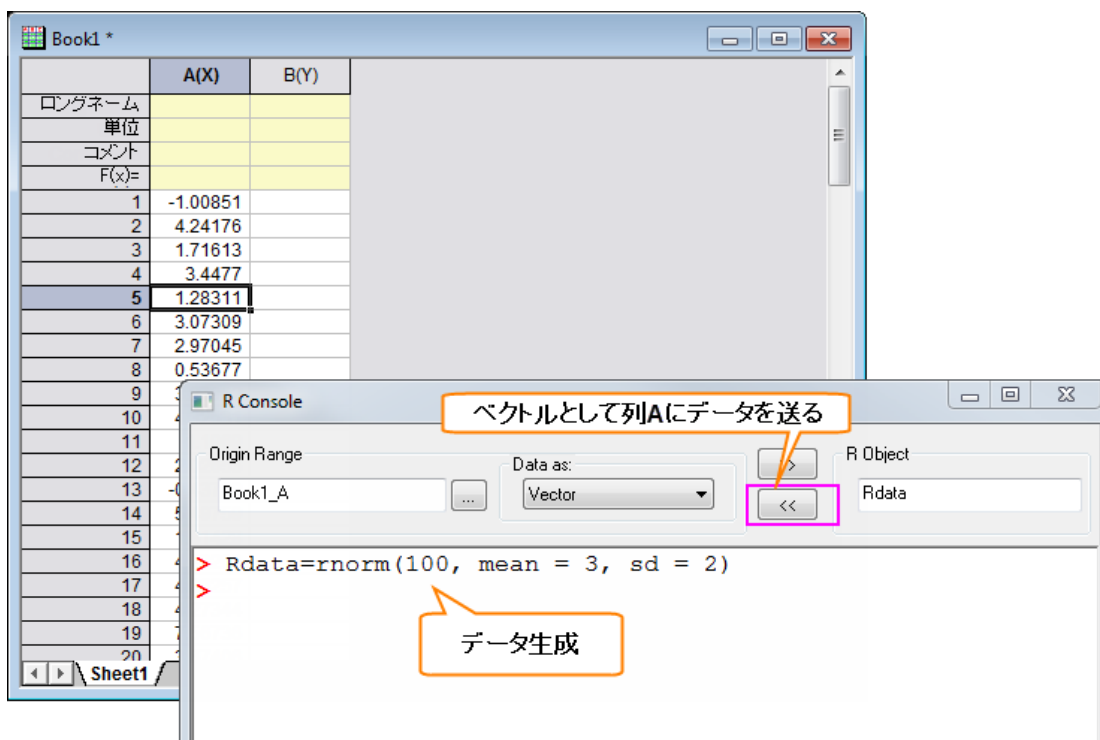 Book1 *
A(X) B(Y)
ロングネーム
単位
コメント
F(x)=
1 -1.00851
2 4.24176
3 1.71613
4 3.4477
5 1.28311
6 3.07309
7 2.97045
8 0.53677
9
10
11
12
13
14
15
16
17
18
19
20
Sheet1
R Console
ベクトルとして列Aにデータを送る
Origin Range
Data as:
R Object
Book1_A
...
Vector
>>
<<
Rdata
> Rdata=rnorm(100, mean = 3, sd = 2)
>
データ生成